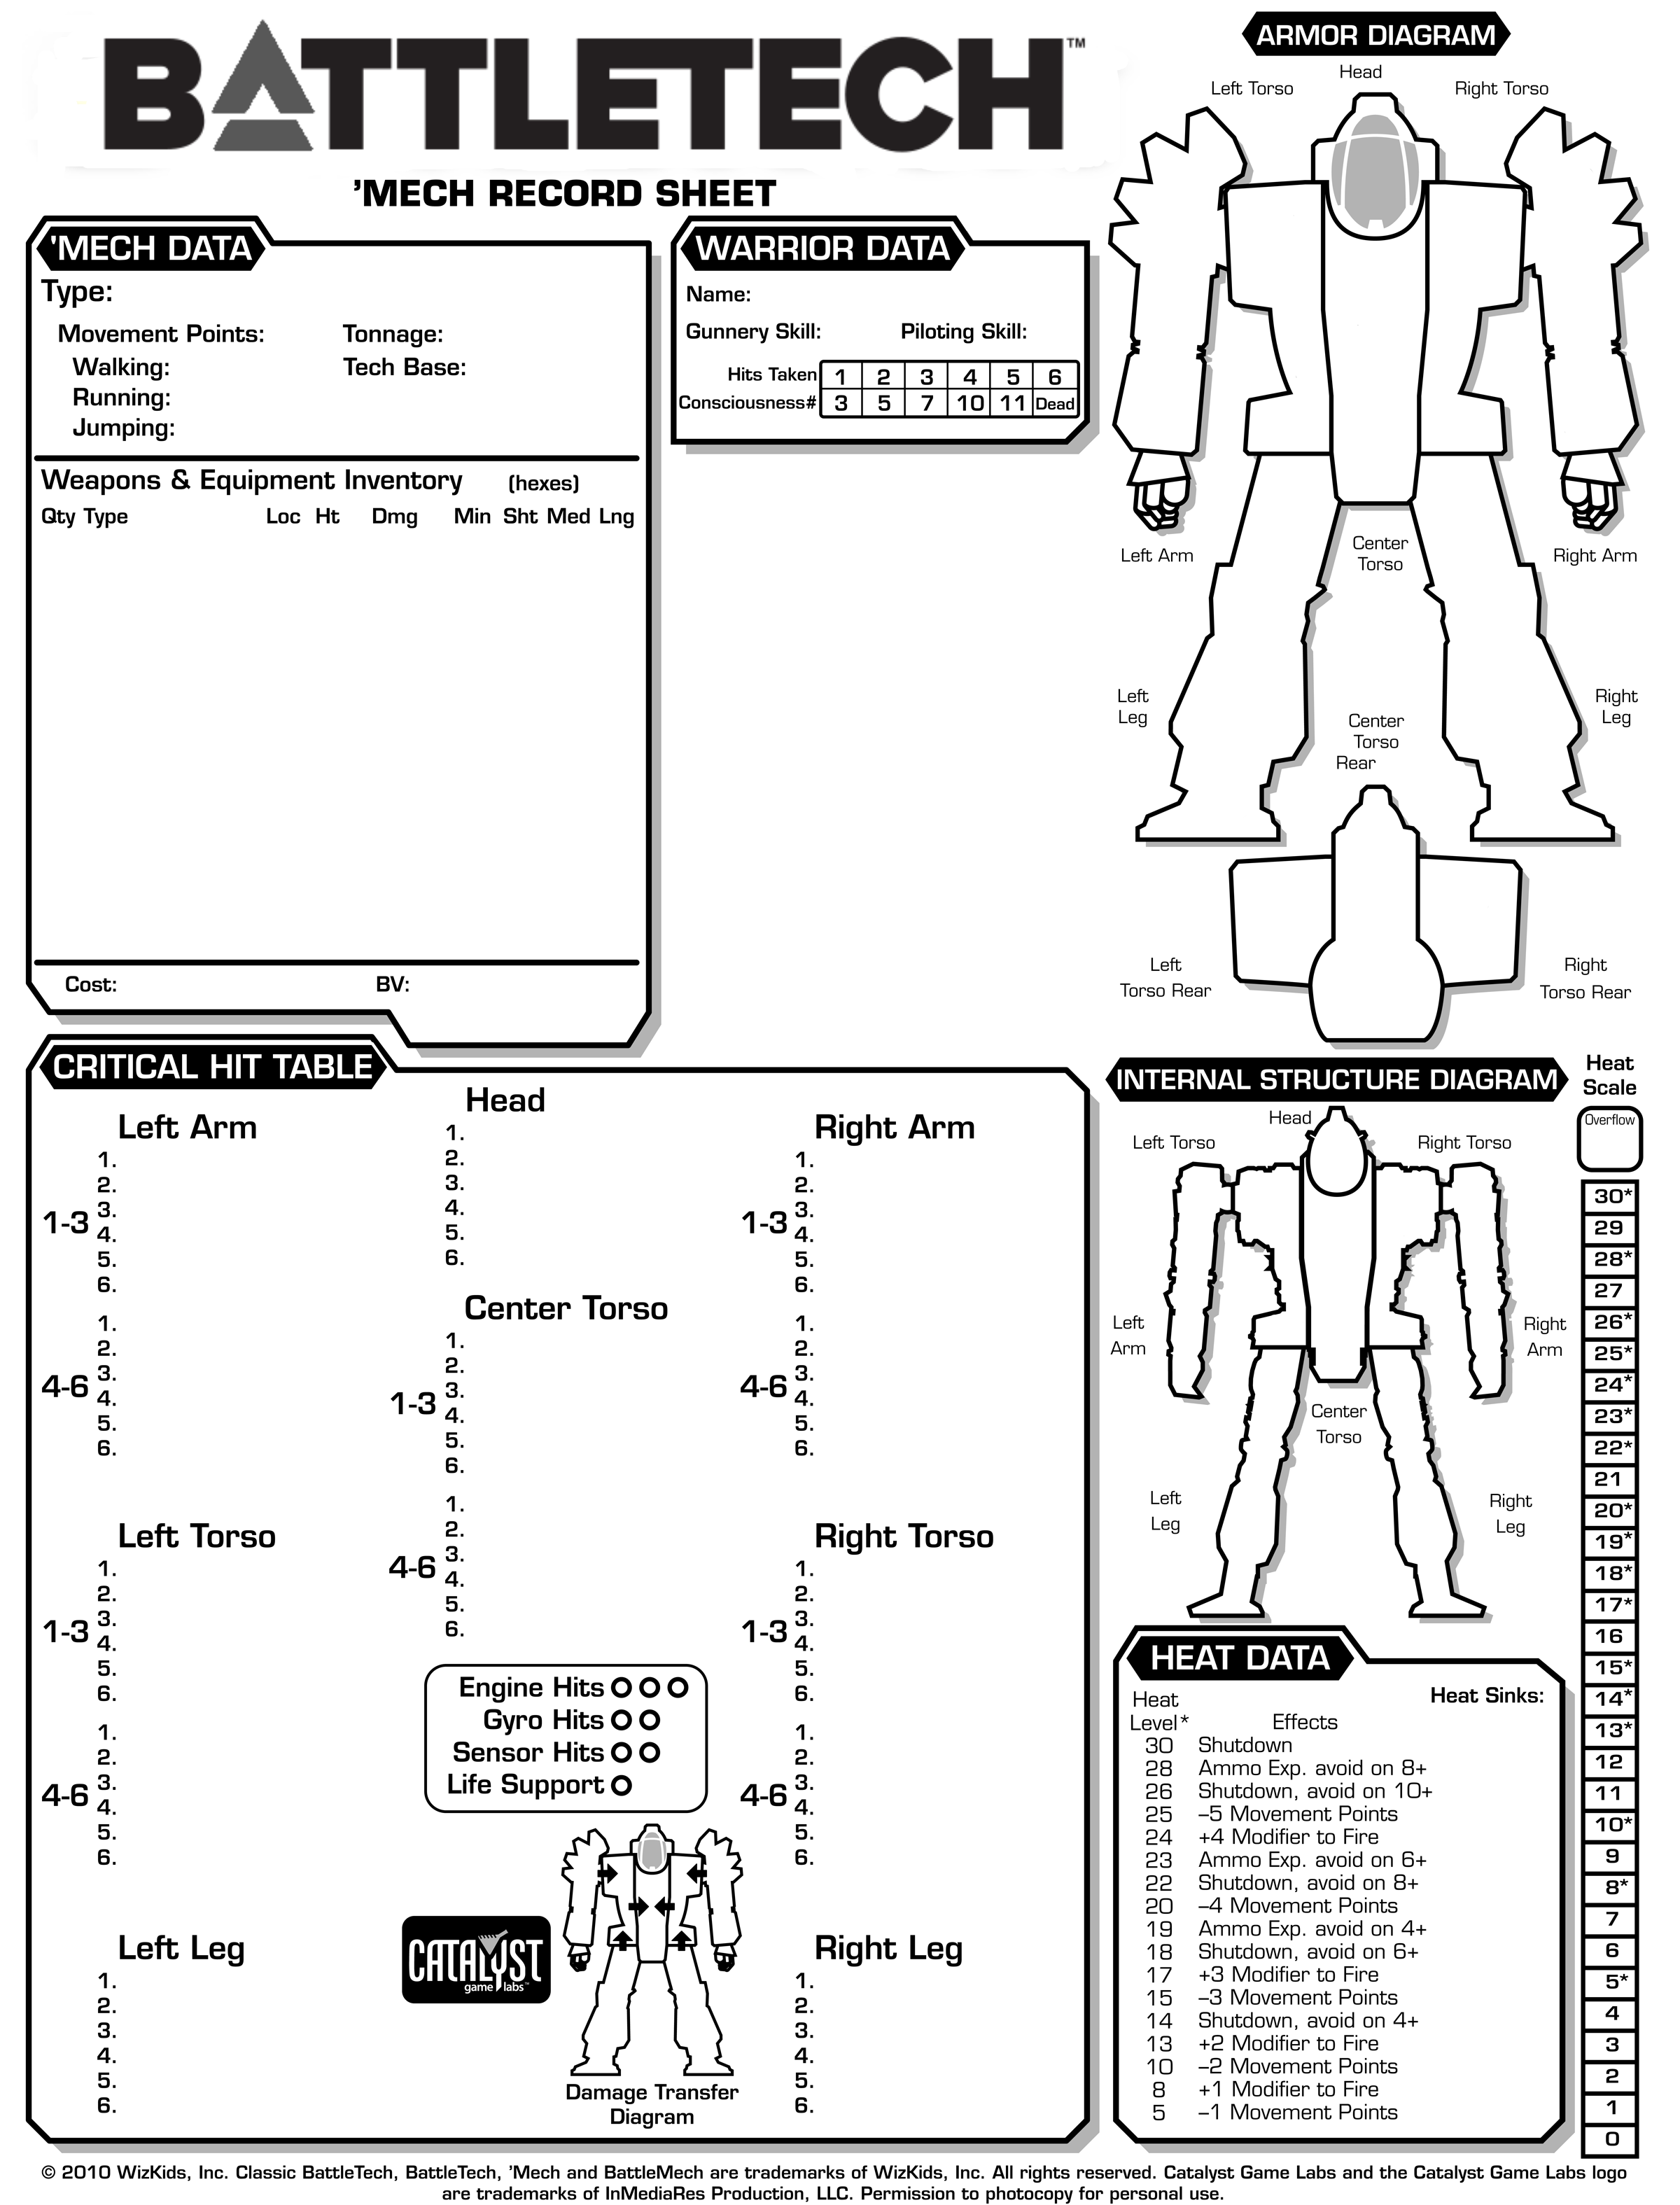 BATTLETECH™
'MECH RECORD SHEET
'MECH DATA
Type:
Movement Points:
Tonnage:
Walking:
Tech Base:
Running:
Jumping:
Weapons & Equipment Inventory (hexes)
Qty Type Loc Ht Dmg Min Sht Med Lng
Cost:
BV:
WARRIOR DATA
Name:
Gunnery Skill: Piloting Skill:
Hits Taken 1 2 3 4 5 6
Consciousness# 3 5 7 10 11 Dead
ARMOR DIAGRAM
Head
Left Torso
Right Torso
Left Arm
Center
Torso
Right Arm
Left
Leg
Right
Leg
Center
Torso
Rear
Left
Torso Rear
Right
Torso Rear
CRITICAL HIT TABLE
Left Arm
1.
2.
3.
1-3
4.
5.
6.
1.
2.
3.
4-6
4.
5.
6.
Left Torso
1.
2.
3.
1-3
4.
5.
6.
1.
2.
3.
4-6
4.
5.
6.
Left Leg
1.
2.
3.
4.
5.
6.
Head
1.
2.
3.
4.
5.
6.
Center Torso
1.
2.
3.
1-3
4.
5.
6.
1.
2.
3.
4-6
4.
5.
6.
Engine Hits
Gyro Hits
Sensor Hits
Life Support
CATALYST
game labs™
Damage Transfer
Diagram
Right Arm
1.
2.
3.
1-3
4.
5.
6.
1.
2.
3.
4-6
4.
5.
6.
Right Torso
1.
2.
3.
1-3
4.
5.
6.
1.
2.
3.
4-6
4.
5.
6.
Right Leg
1.
2.
3.
4.
5.
6.
INTERNAL STRUCTURE DIAGRAM
Head
Left Torso
Right Torso
Left
Arm
Right
Arm
Center
Torso
Left
Leg
Right
Leg
HEAT DATA
Heat Sinks:
Heat
Level* Effects
30 Shutdown
28 Ammo Exp. avoid on 8+
26 Shutdown, avoid on 10+
25 –5 Movement Points
24 +4 Modifier to Fire
23 Ammo Exp. avoid on 6+
22 Shutdown, avoid on 8+
20 –4 Movement Points
19 Ammo Exp. avoid on 4+
18 Shutdown, avoid on 6+
17 +3 Modifier to Fire
15 –3 Movement Points
14 Shutdown, avoid on 4+
13 +2 Modifier to Fire
10 –2 Movement Points
8 +1 Modifier to Fire
5 –1 Movement Points
Heat
Scale
Overflow
30*
29
28*
27
26*
25*
24*
23*
22*
21
20*
19*
18*
17*
16
15*
14*
13*
12
11
10*
9
8*
7
6
5*
4
3
2
1
0
© 2010 WizKids, Inc. Classic BattleTech, BattleTech, 'Mech and BattleMech are trademarks of WizKids, Inc. All rights reserved. Catalyst Game Labs and the Catalyst Game Labs logo
are trademarks of InMediaRes Production, LLC. Permission to photocopy for personal use.